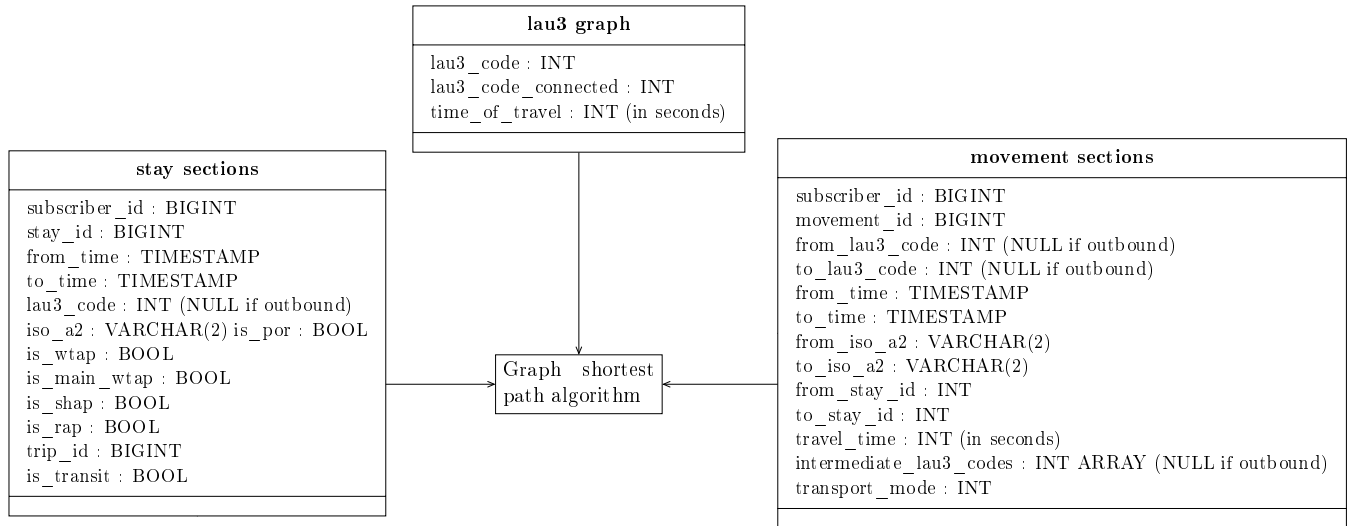 lau3 graph
lau3_code : INT
lau3_code_connected : INT
time_of_travel : INT (in seconds)
stay sections
subscriber_id : BIGINT
stay_id : BIGINT
from_time : TIMESTAMP
to_time : TIMESTAMP
lau3_code : INT (NULL if outbound)
iso_a2 : VARCHAR(2) is_por : BOOL
is_wtap : BOOL
is_main_wtap : BOOL
is_shap : BOOL
is_rap : BOOL
trip_id : BIGINT
is_transit : BOOL
Graph shortest
path algorithm
movement sections
subscriber_id : BIGINT
movement_id : BIGINT
from_lau3_code : INT (NULL if outbound)
to_lau3_code : INT (NULL if outbound)
from_time : TIMESTAMP
to_time : TIMESTAMP
from_iso_a2 : VARCHAR(2)
to_iso_a2 : VARCHAR(2)
from_stay_id : INT
to_stay_id : INT
travel_time : INT (in seconds)
intermediate_lau3_codes : INT ARRAY (NULL if outbound)
transport_mode : INT